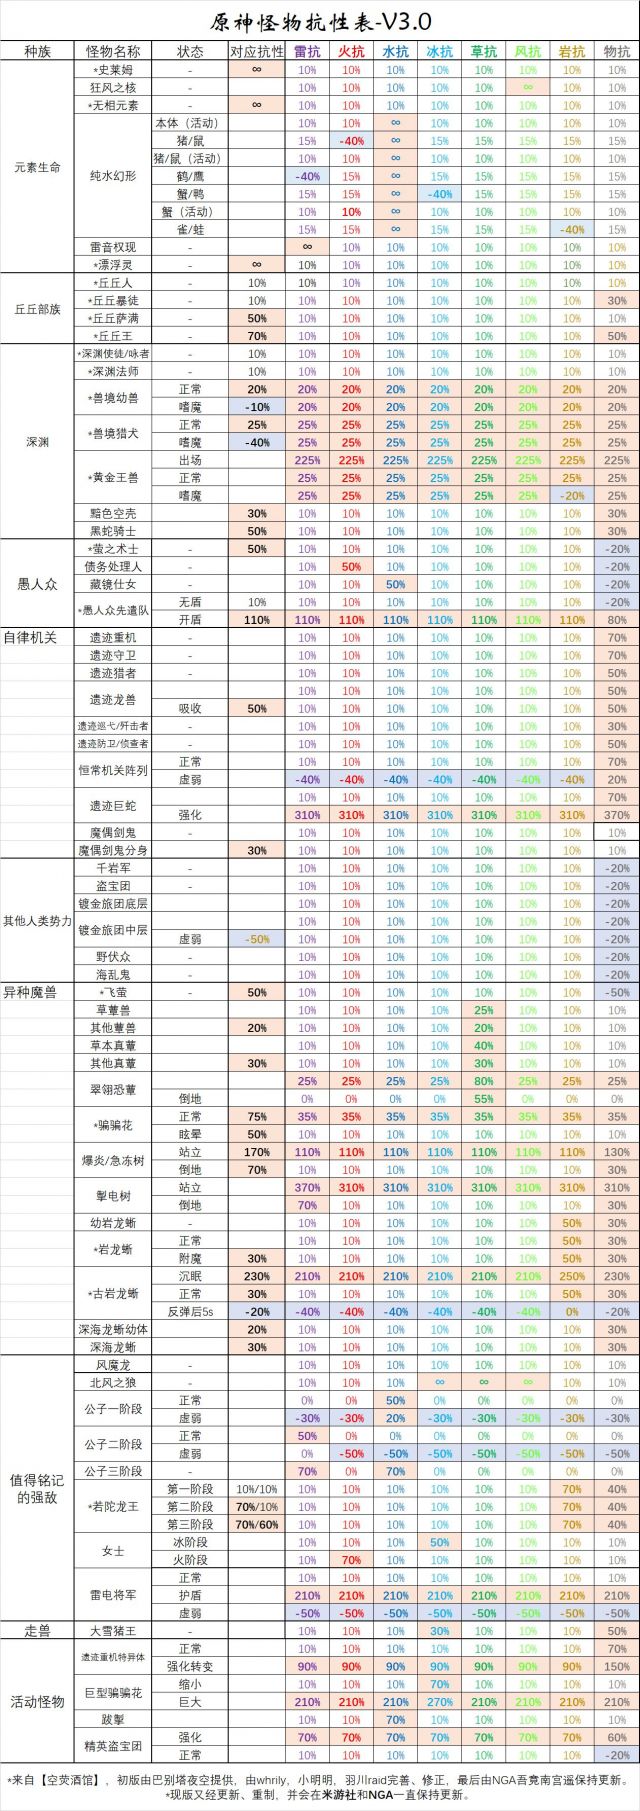 原神怪物抗性表-V3.0
种族 怪物名称 状态 对应抗性 雷抗 火抗 水抗 冰抗 草抗 风抗 岩抗 物抗
元素生命 *史莱姆 - ∞ 10% 10% 10% 10% 10% 10% 10% 10%
狂风之核 - 10% 10% 10% 10% 10% ∞ 10% 10%
*无相元素 - ∞ 10% 10% 10% 10% 10% 10% 10% 10%
纯水幻形 本体（活动） 10% 10% ∞ 10% 10% 10% 10% 10%
猪/鼠 15% -40% ∞ 15% 15% 15% 15% 15%
猪/鼠（活动） 10% 10% ∞ 10% 10% 10% 10% 10%
鹤/鹰 -40% 15% ∞ 15% 15% 15% 15% 15%
蟹/鸭 15% 15% ∞ -40% 15% 15% 15% 15%
蟹（活动） 10% 10% ∞ 10% 10% 10% 10% 10%
雀/蛙 15% 15% ∞ 15% 15% 15% -40% 15%
雷音权现 - ∞ 10% 10% 10% 10% 10% 10% 10%
*漂浮灵 - ∞ 10% 10% 10% 10% 10% 10% 10% 10%
丘丘部族 *丘丘人 - 10% 10% 10% 10% 10% 10% 10% 10% 10%
*丘丘暴徒 - 10% 10% 10% 10% 10% 10% 10% 10% 30%
*丘丘萨满 - 50% 10% 10% 10% 10% 10% 10% 10% 10%
*丘丘王 - 70% 10% 10% 10% 10% 10% 10% 10% 50%
深渊 *深渊使徒/咏者 - 10% 10% 10% 10% 10% 10% 10% 10% 10%
*深渊法师 - 10% 10% 10% 10% 10% 10% 10% 10% 10%
*兽境幼兽 正常 20% 20% 20% 20% 20% 20% 20% 20% 20%
嗜魔 -10% 20% 20% 20% 20% 20% 20% 20% 20%
*兽境猎犬 正常 25% 25% 25% 25% 25% 25% 25% 25% 25%
嗜魔 -40% 25% 25% 25% 25% 25% 25% 25% 25%
*黄金王兽 出场 225% 225% 225% 225% 225% 225% 225% 225%
正常 25% 25% 25% 25% 25% 25% 25% 25%
嗜魔 25% 25% 25% 25% 25% 25% -20% 25%
黯色空壳 30% 10% 10% 10% 10% 10% 10% 10% 30%
黑蛇骑士 50% 10% 10% 10% 10% 10% 10% 10% 30%
愚人众 *萤之术士 - 50% 10% 10% 10% 10% 10% 10% 10% -20%
债务处理人 - 10% 50% 10% 10% 10% 10% 10% -20%
藏镜仕女 - 10% 10% 50% 10% 10% 10% 10% -20%
*愚人众先遣队 无盾 10% 10% 10% 10% 10% 10% 10% 10% -20%
开盾 110% 110% 110% 110% 110% 110% 110% 110% 80%
自律机关 遗迹重机 - 10% 10% 10% 10% 10% 10% 10% 70%
遗迹守卫 - 10% 10% 10% 10% 10% 10% 10% 70%
遗迹猎者 - 10% 10% 10% 10% 10% 10% 10% 50%
遗迹龙兽 10% 10% 10% 10% 10% 10% 10% 50%
吸收 50% 10% 10% 10% 10% 10% 10% 10% 50%
遗迹巡弋/歼击者 - 10% 10% 10% 10% 10% 10% 10% 30%
遗迹防卫/侦查者 - 10% 10% 10% 10% 10% 10% 10% 50%
恒常机关阵列 正常 10% 10% 10% 10% 10% 10% 10% 70%
虚弱 -40% -40% -40% -40% -40% -40% -40% 20%
遗迹巨蛇 10% 10% 10% 10% 10% 10% 10% 70%
强化 310% 310% 310% 310% 310% 310% 310% 370%
魔偶剑鬼 - 10% 10% 10% 10% 10% 10% 10% 10%
魔偶剑鬼分身 30% 10% 10% 10% 10% 10% 10% 10% 10%
其他人类势力 千岩军 - 10% 10% 10% 10% 10% 10% 10% -20%
盗宝团 - 10% 10% 10% 10% 10% 10% 10% -20%
镀金旅团底层 10% 10% 10% 10% 10% 10% 10% -20%
镀金旅团中层 10% 10% 10% 10% 10% 10% 10% -20%
虚弱 -50% 10% 10% 10% 10% 10% 10% 10% -20%
野伏众 - 10% 10% 10% 10% 10% 10% 10% -20%
海乱鬼 - 10% 10% 10% 10% 10% 10% 10% -20%
异种魔兽 *飞萤 - 50% 10% 10% 10% 10% 10% 10% 10% -50%
草蕈兽 10% 10% 10% 10% 25% 10% 10% 10%
其他蕈兽 20% 10% 10% 10% 10% 20% 10% 10% 10%
草本真蕈 10% 10% 10% 10% 40% 10% 10% 10%
其他真蕈 30% 10% 10% 10% 10% 30% 10% 10% 10%
翠翎恐蕈 25% 25% 25% 25% 80% 25% 25% 25%
倒地 0% 0% 0% 0% 55% 0% 0% 0%
*骗骗花 正常 75% 35% 35% 35% 35% 35% 35% 35% 35%
眩晕 50% 10% 10% 10% 10% 10% 10% 10% 10%
爆炎/急冻树 站立 170% 110% 110% 110% 110% 110% 110% 110% 130%
倒地 70% 10% 10% 10% 10% 10% 10% 10% 30%
掣电树 站立 370% 310% 310% 310% 310% 310% 310% 310%
倒地 70% 10% 10% 10% 10% 10% 10% 30%
幼岩龙蜥 - 10% 10% 10% 10% 10% 10% 50% 30%
*岩龙蜥 正常 10% 10% 10% 10% 10% 10% 50% 30%
附魔 30% 10% 10% 10% 10% 10% 10% 50% 30%
*古岩龙蜥 沉眠 230% 210% 210% 210% 210% 210% 210% 250% 230%
正常 30% 10% 10% 10% 10% 10% 10% 50% 30%
反弹后5s -20% -40% -40% -40% -40% -40% -40% 0% -20%
深海龙蜥幼体 20% 10% 10% 10% 10% 10% 10% 10% 30%
深海龙蜥 30% 10% 10% 10% 10% 10% 10% 10% 30%
值得铭记的强敌 风魔龙 - 10% 10% 10% 10% 10% 10% 10% 10%
北风之狼 - 10% 10% 10% ∞ ∞ ∞ 10% 10%
公子一阶段 正常 0% 0% 50% 0% 0% 0% 0% 0%
虚弱 -30% -30% 20% -30% -30% -30% -30% -30%
公子二阶段 正常 50% 0% 0% 0% 0% 0% 0% 0%
虚弱 0% -50% -50% -50% -50% -50% -50% -50%
公子三阶段 - 70% 0% 70% 0% 0% 0% 0% 0%
*若陀龙王 第一阶段 10%/10% 10% 10% 10% 10% 10% 10% 70% 40%
第二阶段 70%/10% 10% 10% 10% 10% 10% 10% 70% 40%
第三阶段 70%/60% 10% 10% 10% 10% 10% 10% 70% 40%
女士 冰阶段 10% 10% 10% 50% 10% 10% 10% 10%
火阶段 10% 70% 10% 10% 10% 10% 10% 10%
雷电将军 正常 10% 10% 10% 10% 10% 10% 10% 10%
护盾 210% 210% 210% 210% 210% 210% 210% 210%
虚弱 -50% -50% -50% -50% -50% -50% -50% -50%
走兽 大雪猪王 - 10% 10% 10% 30% 10% 10% 10% 50%
活动怪物 遗迹重机特异体 正常 10% 10% 10% 10% 10% 10% 10% 70%
强化转变 90% 90% 90% 90% 90% 90% 90% 150%
巨型骗骗花 缩小 10% 10% 10% 70% 10% 10% 10% 10%
巨大 210% 210% 210% 270% 210% 210% 210% 210%
跋掣 10% 10% 70% 10% 10% 10% 10% 10%
精英盗宝团 强化 70% 70% 70% 70% 70% 70% 70% 60%
正常 10% 10% 10% 10% 10% 10% 10% -20%
*来自【空荧酒馆】，初版由巴别塔夜空提供，由whrily，小明明，羽川raid完善、修正，最后由NGA吾竟南宫遥保持更新。
*现版又经更新、重制，并会在米游社和NGA一直保持更新。